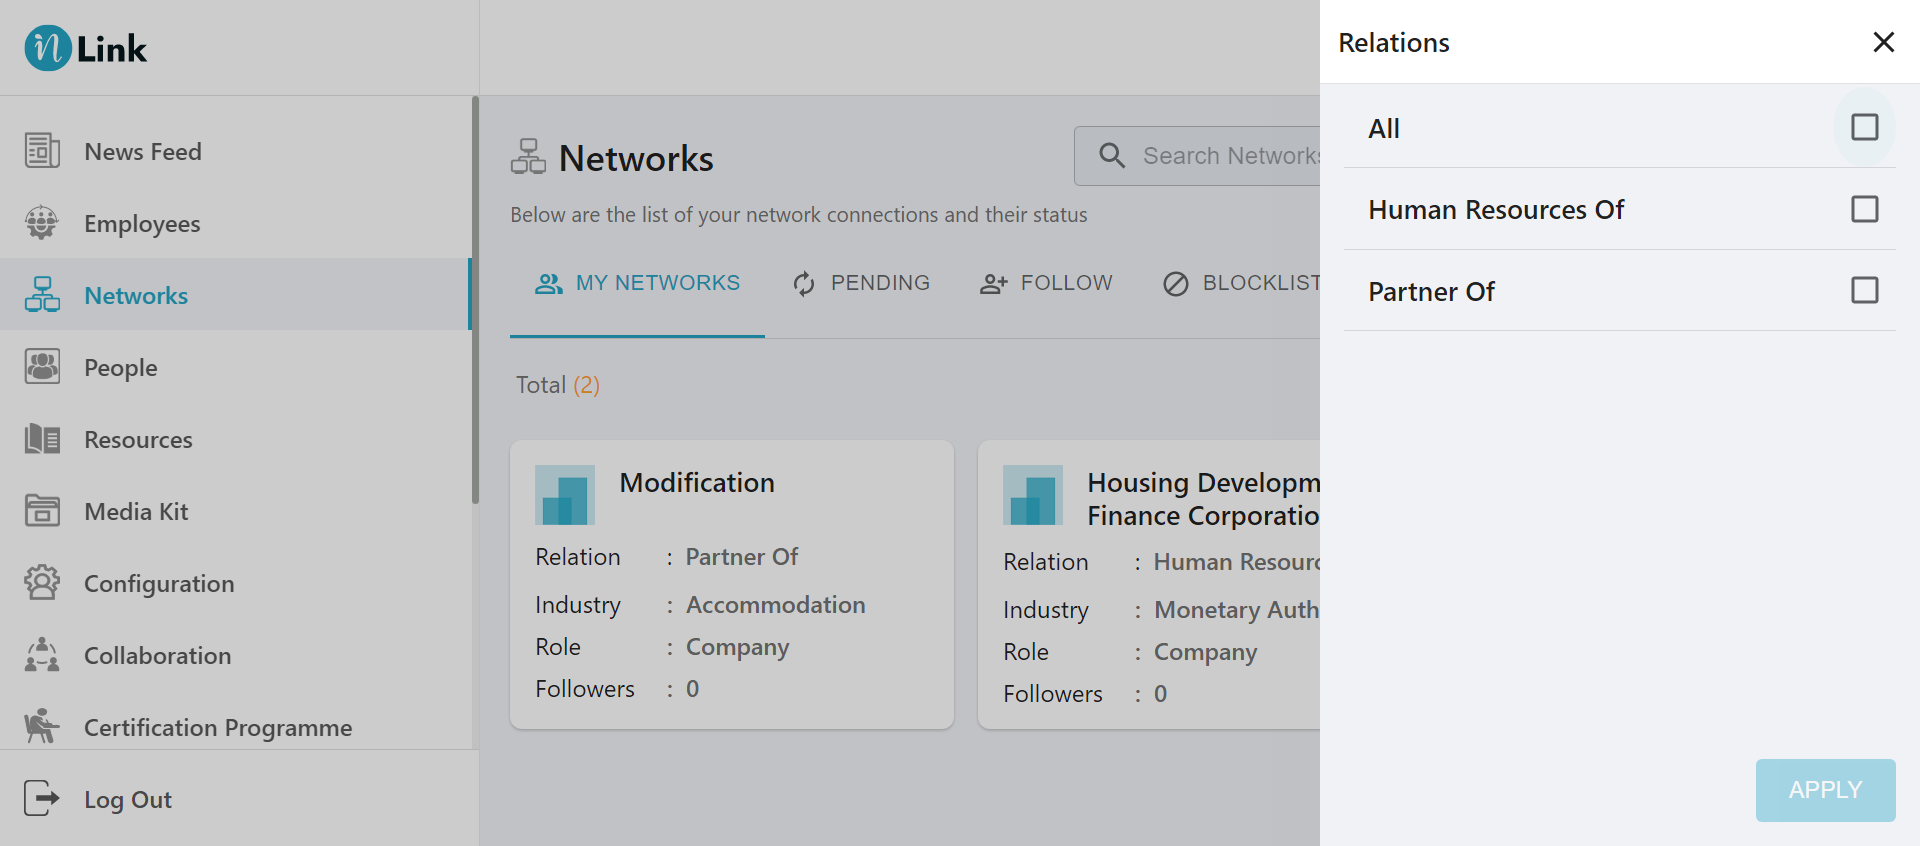 in Link
News Feed
Employees
Networks
People
Resources
Media Kit
Configuration
Collaboration
Certification Programme
Log Out
Networks
Search Networks
Below are the list of your network connections and their status
MY NETWORKS
PENDING
FOLLOW
BLOCKLIST
Total (2)
Modification
Relation : Partner Of
Industry : Accommodation
Role : Company
Followers : 0
Housing Developm
Finance Corporatio
Relation : Human Resourc
Industry : Monetary Auth
Role : Company
Followers : 0
Relations
All
Human Resources Of
Partner Of
APPLY